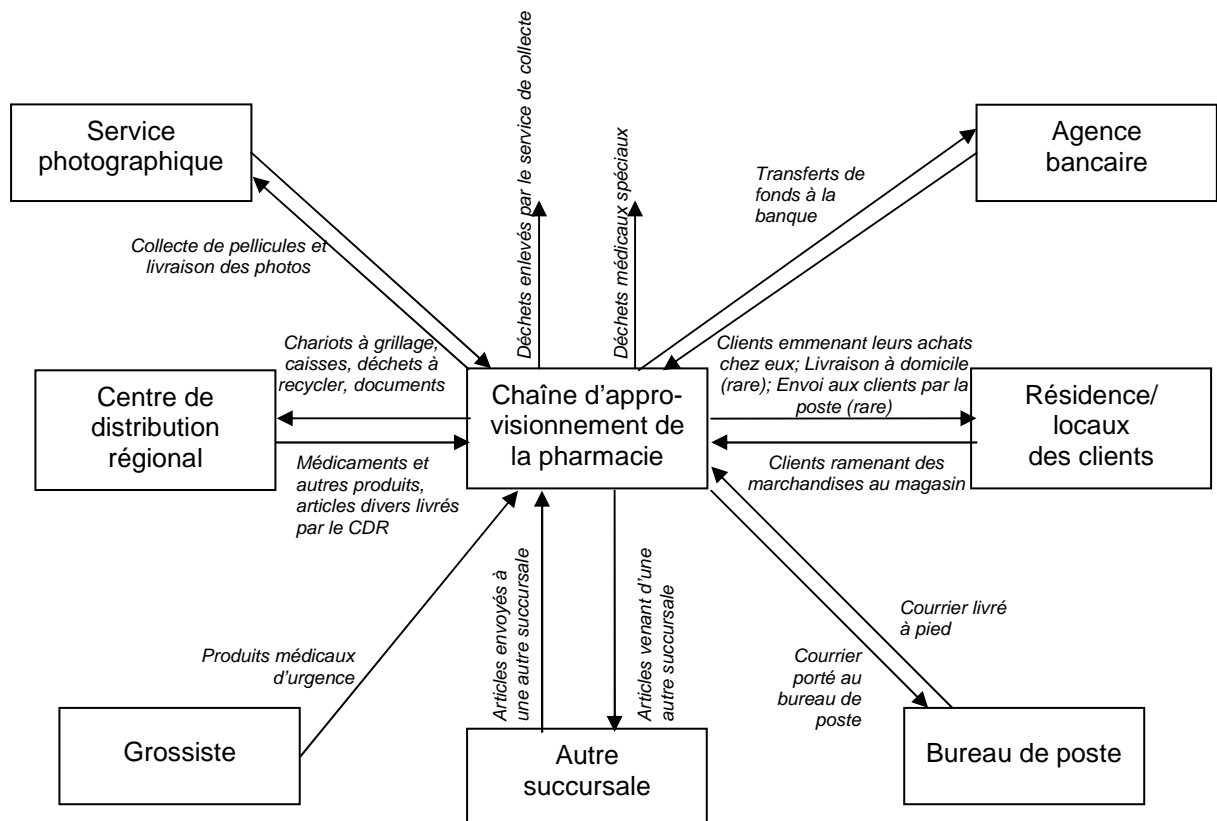 Service
photographique
Collecte de pellicules et
livraison des photos
Déchets enlevés par le service de collecte
Déchets médicaux spéciaux
Transferts de
fonds à la
banque
Agence
bancaire
Chariots à grillage,
caisses, déchets à
recycler, documents
Clients emmenant leurs achats
chez eux; Livraison à domicile
(rare); Envoi aux clients par la
poste (rare)
Centre de
distribution
régional
Chaîne d'appro-
visionnement de
la pharmacie
Résidence/
locaux
des clients
Médicaments et
autres produits,
articles divers livrés
par le CDR
Clients ramenant des
marchandises au magasin
Produits médicaux
d'urgence
Articles envoyés à
une autre succursale
Articles venant d'une
autre succursale
Courrier livré
à pied
Courrier
porté au
bureau de
poste
Grossiste
Autre
succursale
Bureau de poste